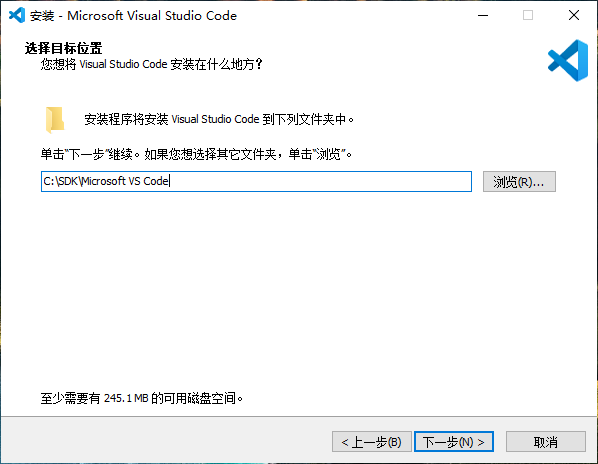 安装 - Microsoft Visual Studio Code
选择目标位置
您想将 Visual Studio Code 安装在什么地方?
安装程序将安装 Visual Studio Code 到下列文件夹中。
单击“下一步”继续。如果您想选择其它文件夹，单击“浏览”。
C:\SDK\Microsoft VS Code
浏览(R)...
至少需要有 245.1 MB 的可用磁盘空间。
< 上一步(B)
下一步(N) >
取消